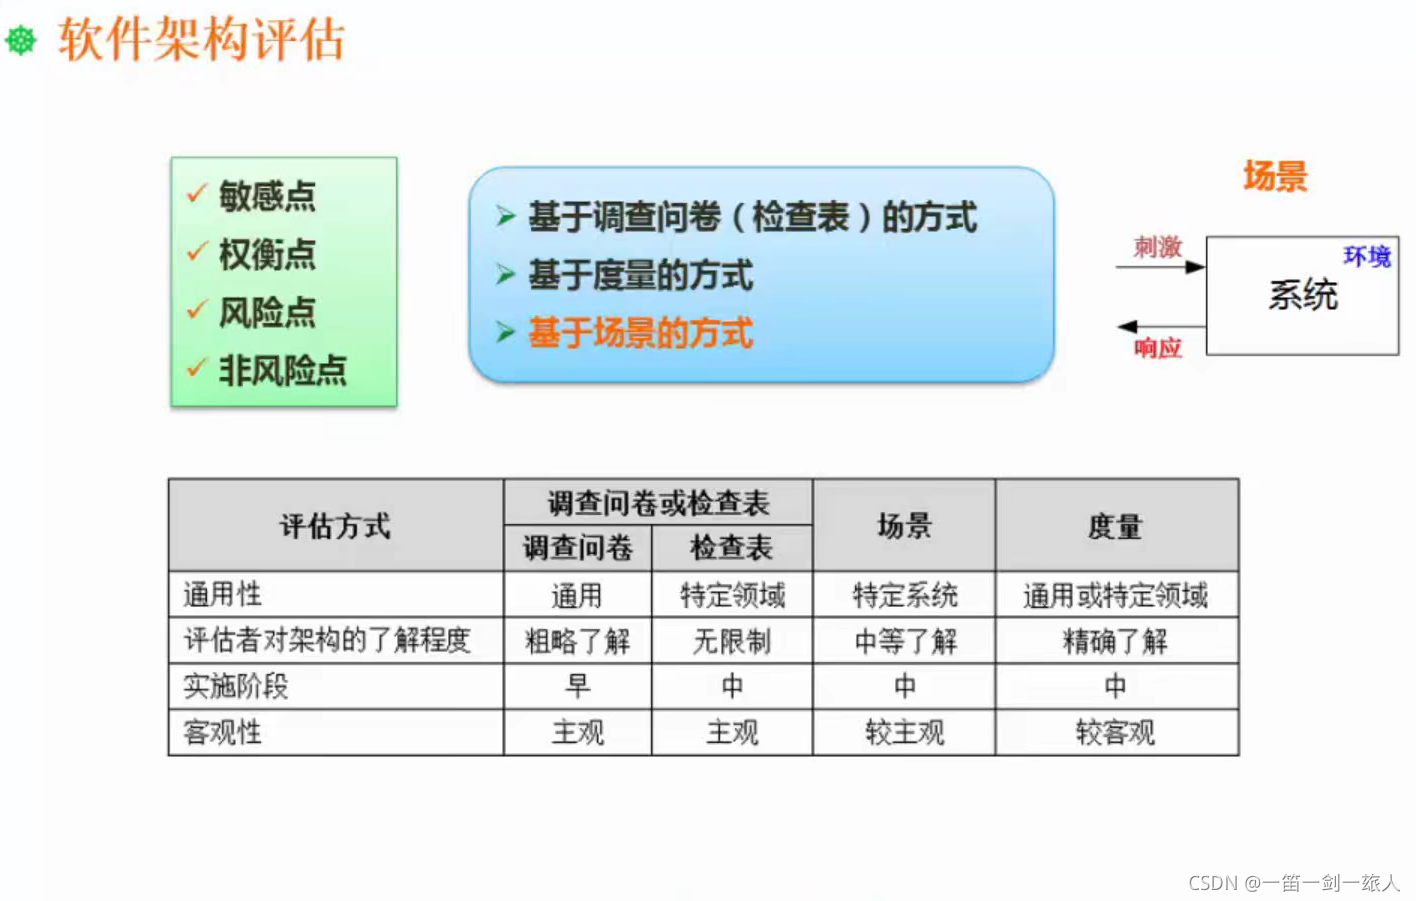 软件架构评估
敏感点
权衡点
风险点
非风险点
基于调查问卷（检查表）的方式
基于度量的方式
基于场景的方式
场景
刺激
环境
系统
响应
评估方式 调查问卷或检查表 场景 度量
调查问卷 检查表
通用性 通用 特定领域 特定系统 通用或特定领域
评估者对架构的了解程度 粗略了解 无限制 中等了解 精确了解
实施阶段 早 中 中 中
客观性 主观 主观 较主观 较客观
CSDN @一笛一剑一旅人